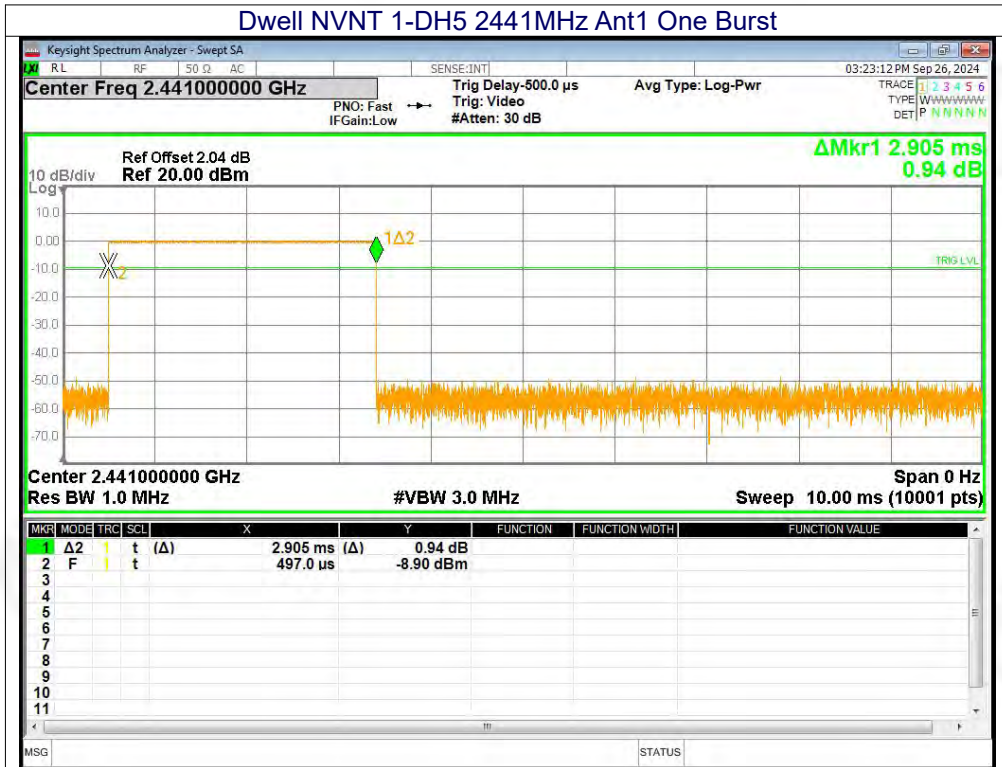 Dwell NVNT 1-DH5 2441MHz Ant1 One Burst
Keysight Spectrum Analyzer - Swept SA
LXI RL RF 50 Ω AC SENSE:INT 03:23:12 PM Sep 26, 2024
Center Freq 2.441000000 GHz
PNO: Fast
IFGain:Low
Trig Delay-500.0 µs
Trig: Video
#Atten: 30 dB
Avg Type: Log-Pwr
TRACE 1 2 3 4 5 6
TYPE WWWWWW
DET P N N N N N
ΔMkr1 2.905 ms
0.94 dB
Ref Offset 2.04 dB
10 dB/div Ref 20.00 dBm
Log
10.0
0.00
-10.0
-20.0
-30.0
-40.0
-50.0
-60.0
-70.0
1Δ2
2
TRIG LVL
Center 2.441000000 GHz Span 0 Hz
Res BW 1.0 MHz #VBW 3.0 MHz Sweep 10.00 ms (10001 pts)
MKR MODE TRC SCL X Y FUNCTION FUNCTION WIDTH FUNCTION VALUE
1 Δ2 1 t (Δ) 2.905 ms (Δ) 0.94 dB
2 F 1 t 497.0 µs -8.90 dBm
3
4
5
6
7
8
9
10
11
MSG STATUS